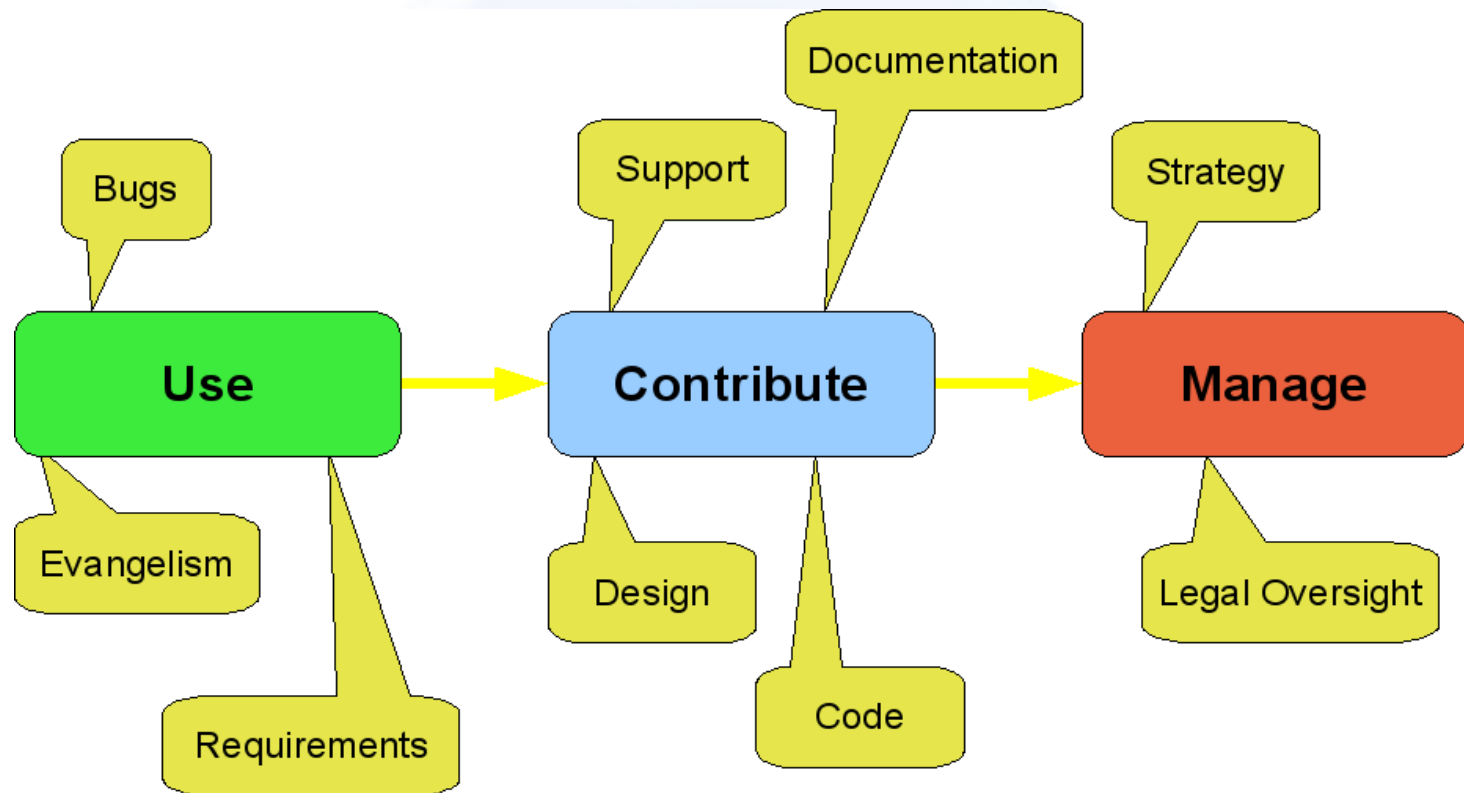 Documentation
Support
Strategy
Bugs
Use
Contribute
Manage
Evangelism
Design
Legal Oversight
Code
Requirements